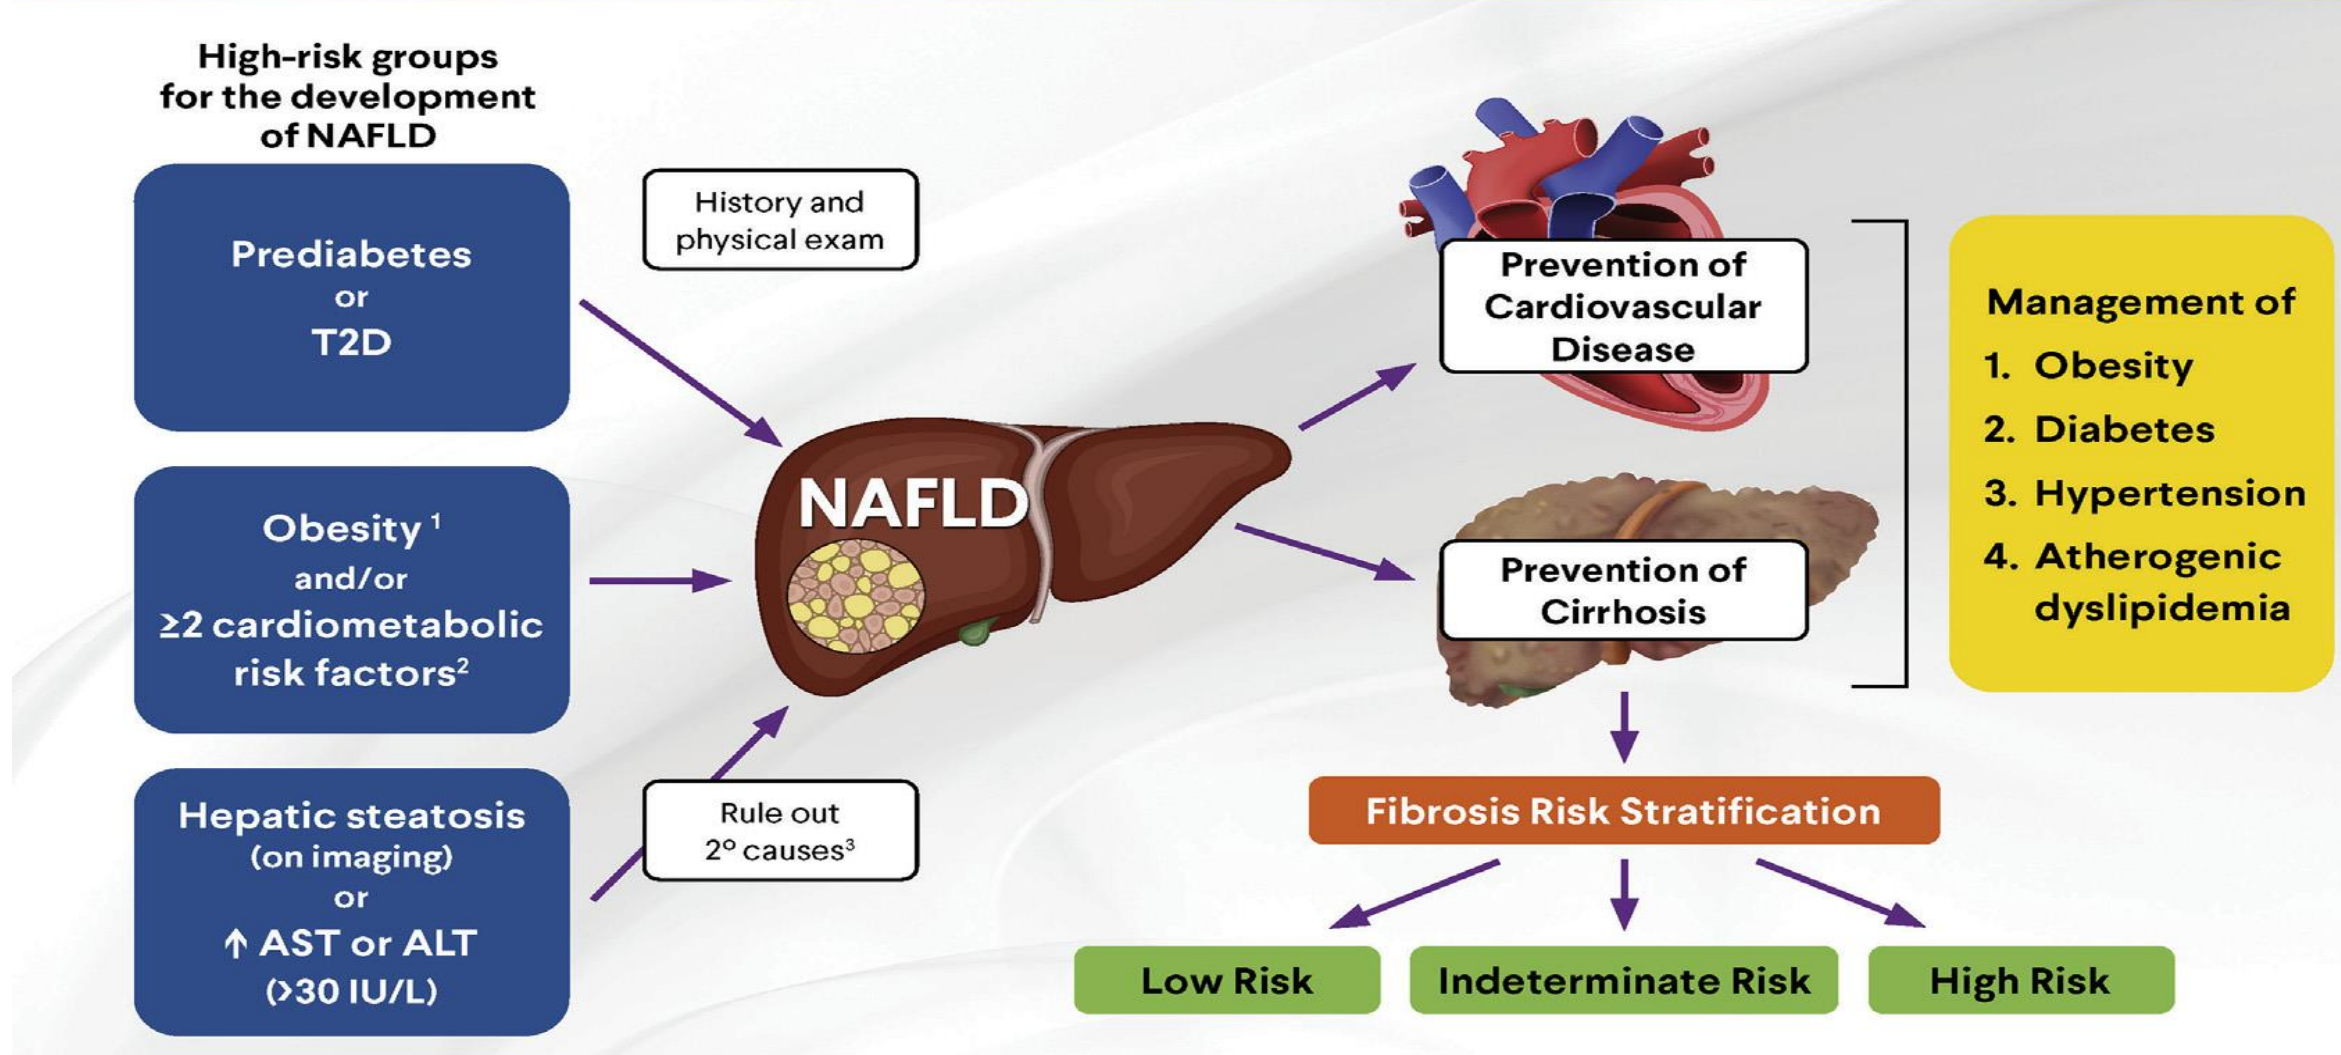 High-risk groups
for the development
of NAFLD
Prediabetes
or
T2D
Obesity ¹
and/or
≥2 cardiometabolic
risk factors²
Hepatic steatosis
(on imaging)
or
↑ AST or ALT
(>30 IU/L)
History and
physical exam
Rule out
2º causes³
NAFLD
Prevention of
Cardiovascular
Disease
Prevention of
Cirrhosis
Management of
1. Obesity
2. Diabetes
3. Hypertension
4. Atherogenic
dyslipidemia
Fibrosis Risk Stratification
Low Risk
Indeterminate Risk
High Risk